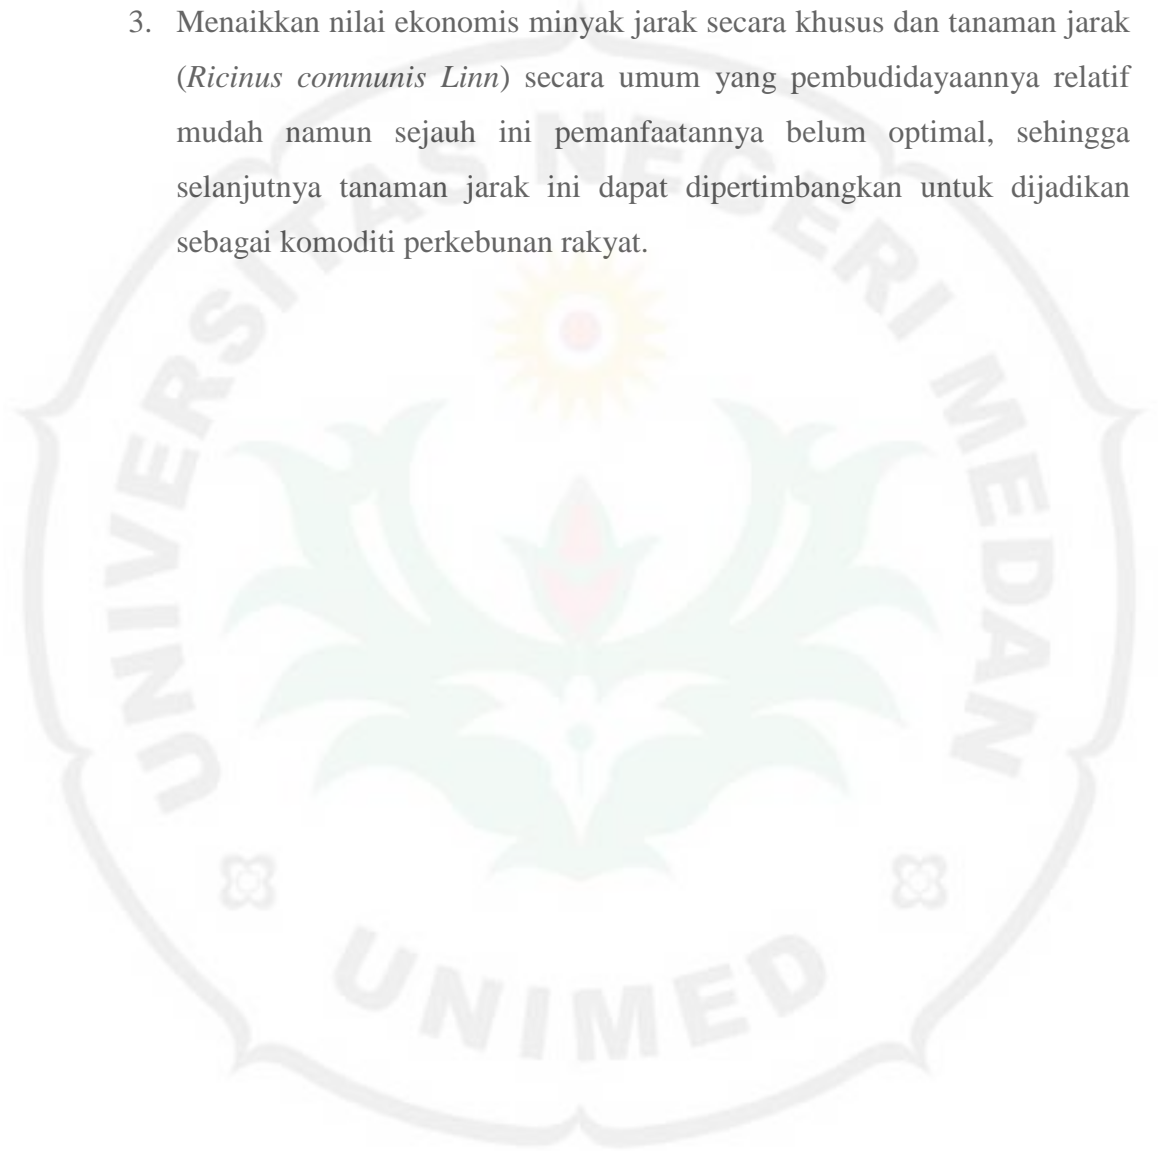 3. Menaikkan nilai ekonomis minyak jarak secara khusus dan tanaman jarak
(Ricinus communis Linn) secara umum yang pembudidayaannya relatif
mudah namun sejauh ini pemanfaatannya belum optimal, sehingga
selanjutnya tanaman jarak ini dapat dipertimbangkan untuk dijadikan
sebagai komoditi perkebunan rakyat.
UNIVERSITAS NEGERI MEDAN
UNIMED